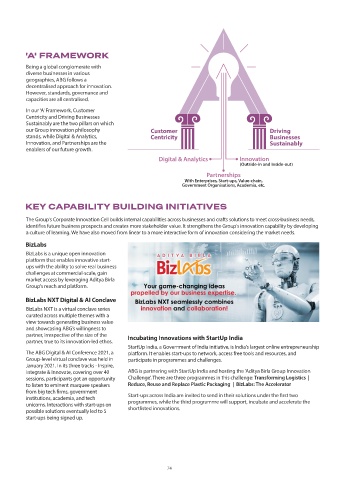 'A' FRAMEWORK
Being a global conglomerate with
diverse businesses in various
geographies, ABG follows a
decentralised approach for innovation.
However, standards, governance and
capacities are all centralised.
In our 'A' Framework, Customer
Centricity and Driving Businesses
Sustainably are the two pillars on which
our Group innovation philosophy
stands, while Digital & Analytics,
Innovation, and Partnerships are the
enablers of our future growth.
Customer
Centricity
Driving
Businesses
Sustainably
Digital & Analytics
Innovation
(Outside-in and Inside-out)
Partnerships
With Enterprises, Start-ups, Value-chain,
Government Organisations, Academia, etc.
KEY CAPABILITY BUILDING INITIATIVES
The Group's Corporate Innovation Cell builds internal capabilities across businesses and crafts solutions to meet cross-business needs,
identifies future business prospects and creates more stakeholder value. It strengthens the Group's innovation capability by developing
a culture of learning. We have also moved from linear to a more interactive form of innovation considering the market needs.
BizLabs
BizLabs is a unique open innovation
platform that enables innovative start-
ups with the ability to solve real business
challenges at commercial-scale, gain
market access by leveraging Aditya Birla
Group's reach and platform.
BizLabs NXT Digital & AI Conclave
BizLabs NXT is a virtual conclave series
curated across multiple themes with a
view towards generating business value
and showcasing ABG's willingness to
partner, irrespective of the size of the
partner, true to its innovation-led ethos.
The ABG Digital & AI Conference 2021, a
Group-level virtual conclave was held in
January 2021. In its three tracks - Inspire,
Integrate & Innovate, covering over 40
sessions, participants got an opportunity
to listen to eminent marquee speakers
from big tech firms, government
institutions, academia, and tech
unicorns. Interactions with start-ups on
possible solutions eventually led to 5
start-ups being signed up.
ADITYA BIRLA
BizLabs
Your game-changing ideas
propelled by our business expertise.
BizLabs NXT seamlessly combines
innovation and collaboration!
Incubating Innovations with StartUp India
StartUp India, a Government of India initiative, is India's largest online entrepreneurship
platform. It enables start-ups to network, access free tools and resources, and
participate in programmes and challenges.
ABG is partnering with StartUp India and hosting the 'Aditya Birla Group Innovation
Challenge'. There are three programmes in this challenge: Transforming Logistics |
Reduce, Reuse and Replace Plastic Packaging | BizLabs: The Accelerator
Start-ups across India are invited to send in their solutions under the first two
programmes, while the third programme will support, incubate and accelerate the
shortlisted innovations.